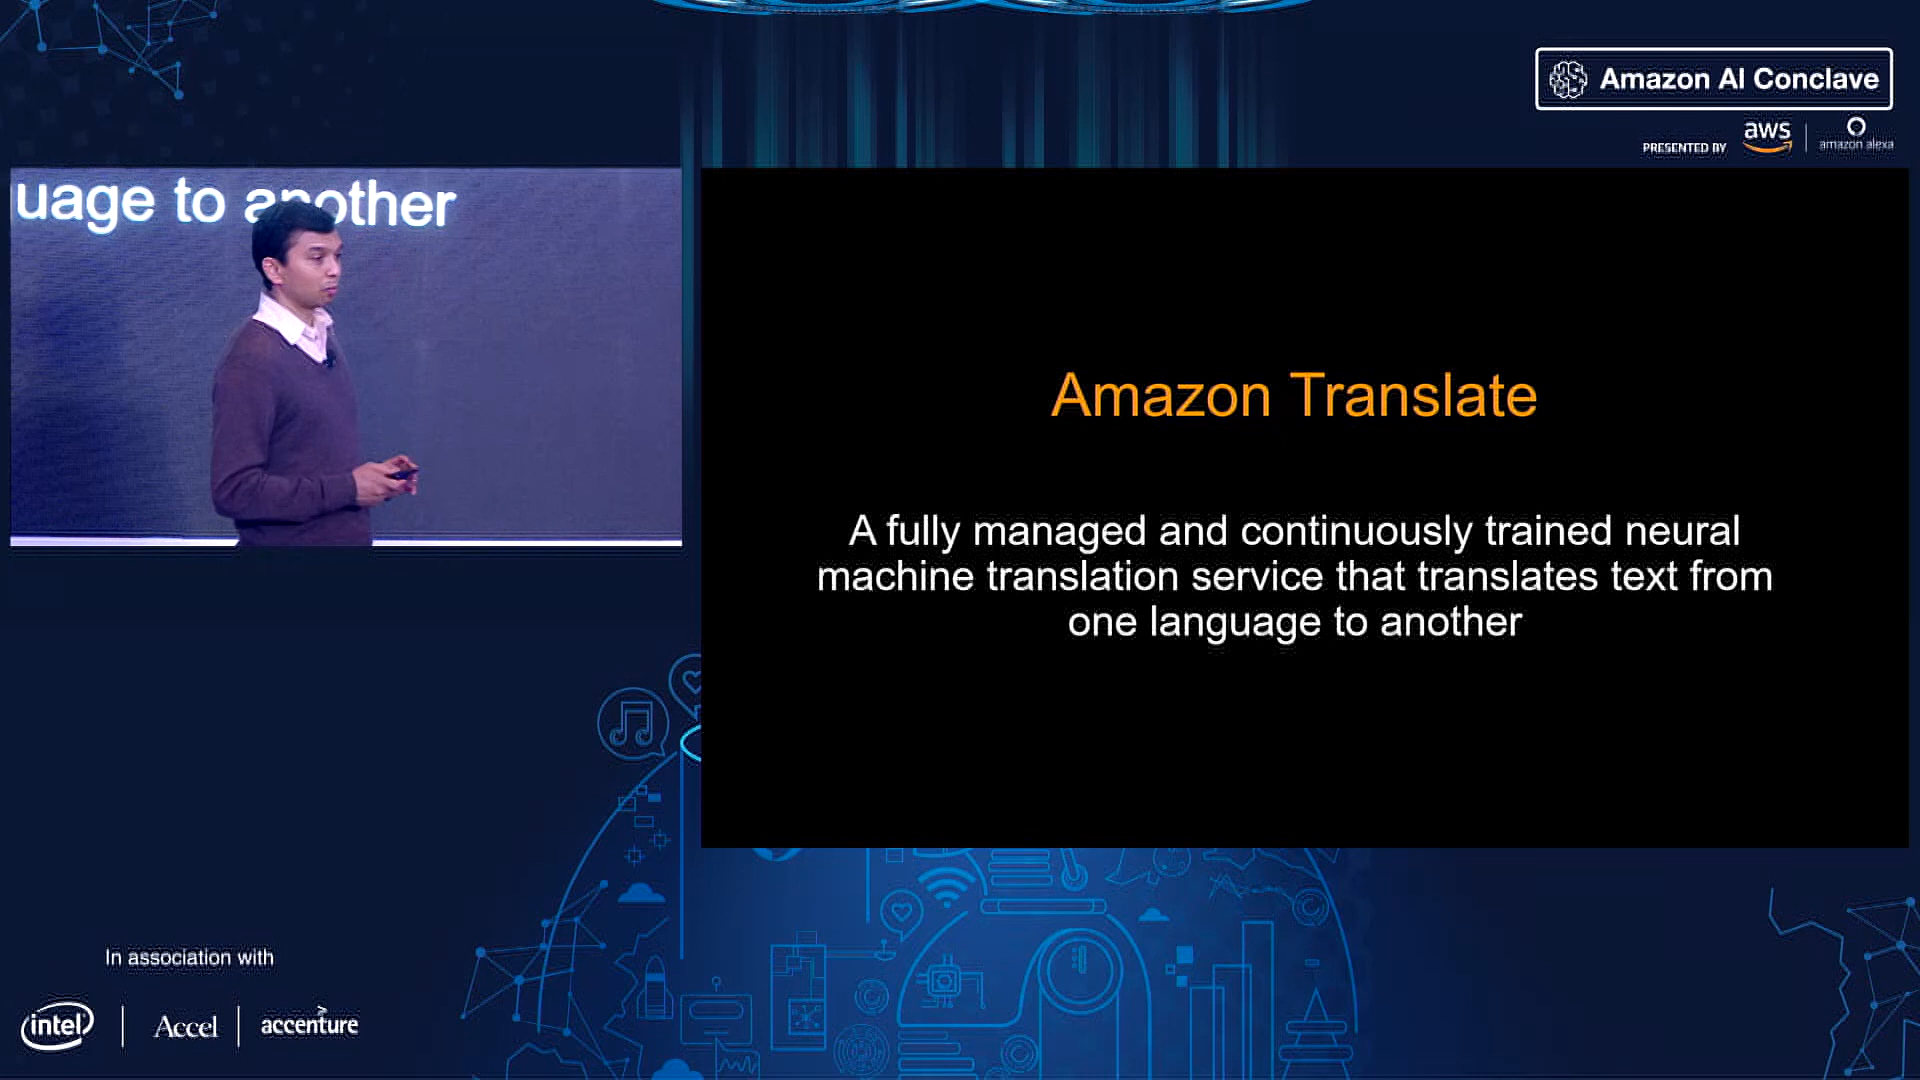 Amazon AI Conclave
PRESENTED BY
aws
amazon alexa
uage to another
Amazon Translate
A fully managed and continuously trained neural
machine translation service that translates text from
one language to another
In association with
intel
Accel
accenture